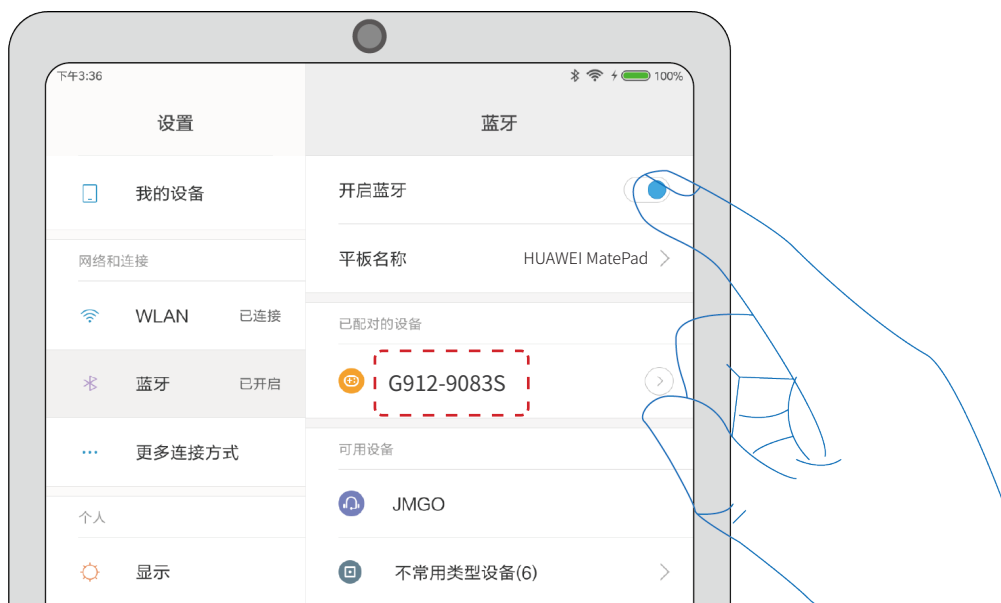 下午3:36
100%
设置
蓝牙
我的设备
开启蓝牙
网络和连接
平板名称 HUAWEI MatePad
WLAN 已连接
已配对的设备
蓝牙 已开启
G912-9083S
更多连接方式
可用设备
个人
JMGO
显示
不常用类型设备(6)